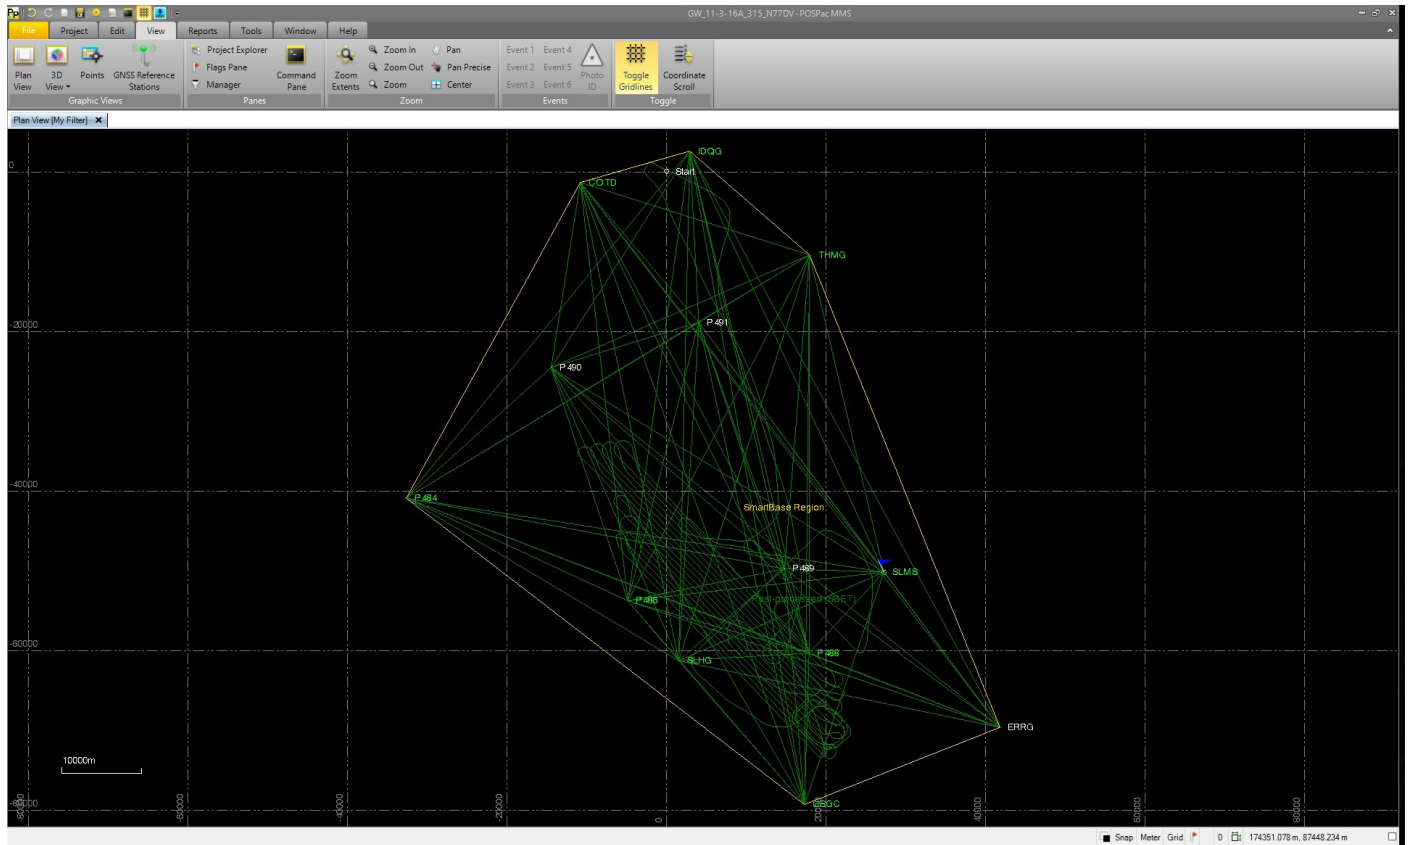 GW_11-3-16A_315_N77DV - POSPac MMS
File Project Edit View Reports Tools Window Help
Project Explorer Zoom In Pan Event 1 Event 4
Flags Pane Zoom Out Pan Precise Event 2 Event 5
Manager Zoom Center Event 3 Event 6
Plan View 3D View Points GNSS Reference Stations Command Pane Zoom Extents Photo ID Toggle Gridlines Coordinate Scroll
Graphic Views Panes Zoom Events Toggle
Plan View [My Filter]
IDQG
0
Start
COTD
THMG
-20000
P491
P490
-40000
P484
SmartBase Region
P469
SLMS
P486
Post-processed (SBET)
-60000
P488
SLHG
ERRG
10000m
-80000
-80000 -60000 -40000 -20000 0 20000 40000 60000 80000
Snap Meter Grid 0 174351.078 m, 87448.234 m